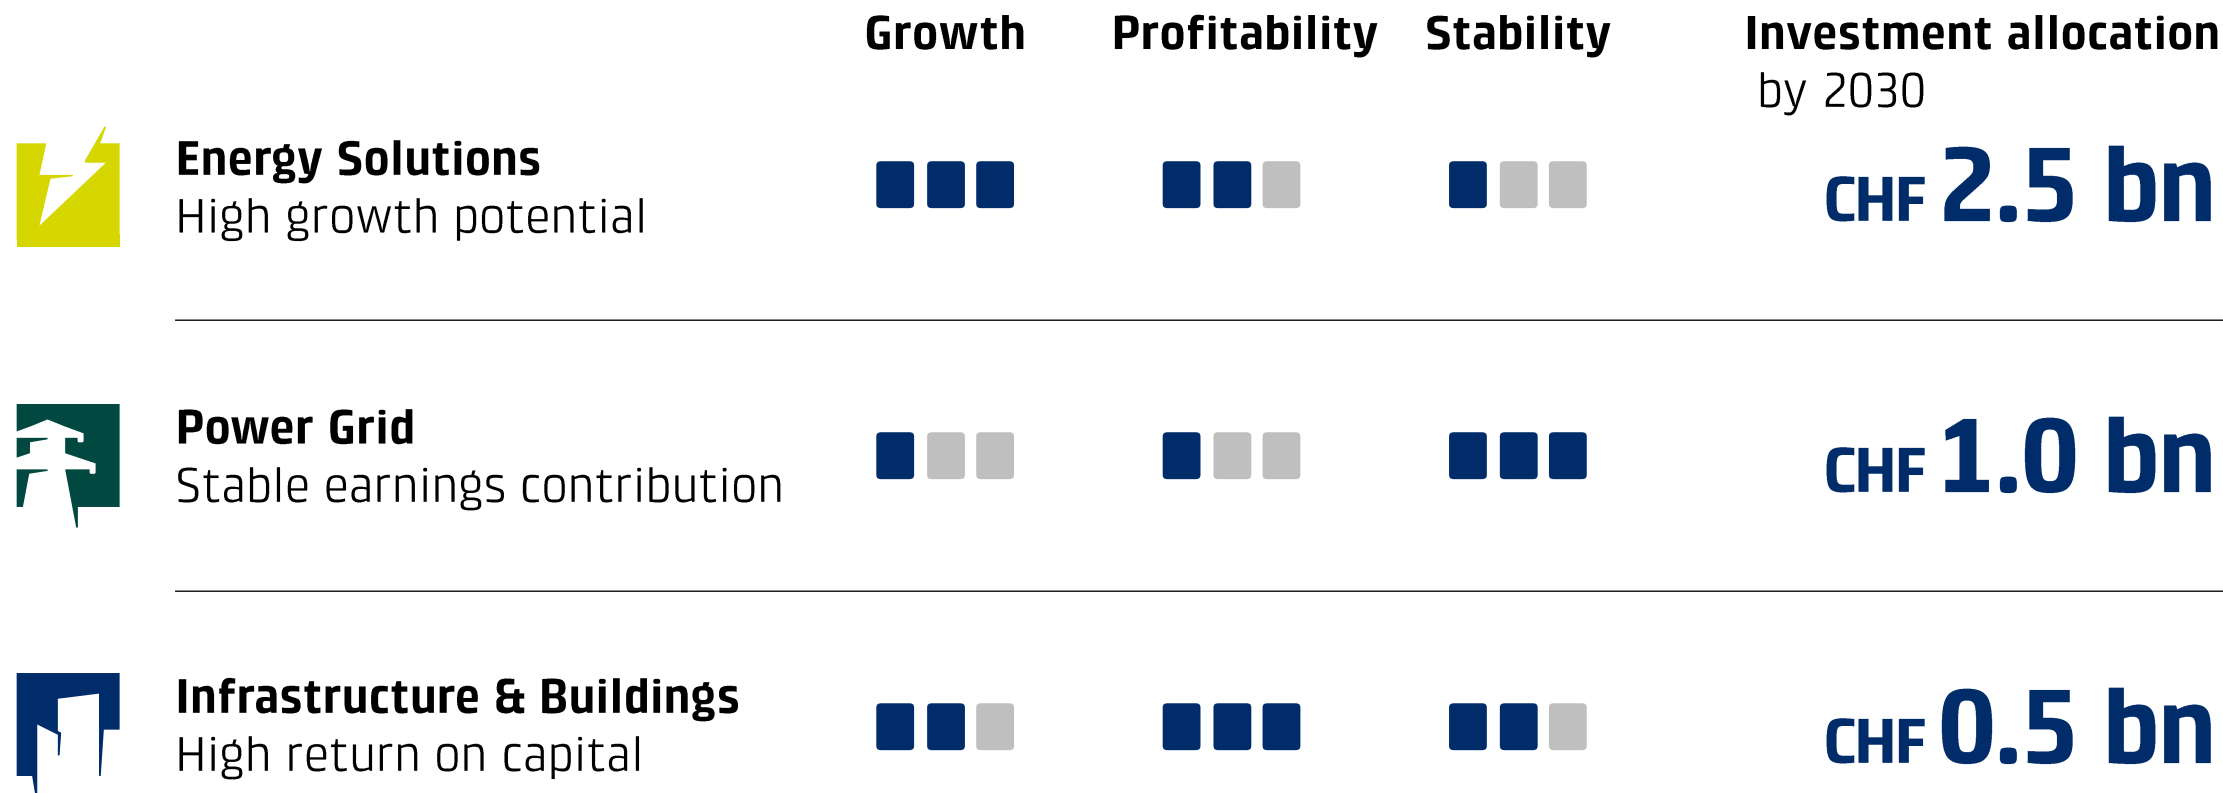 Growth Profitability Stability Investment allocation
by 2030
Energy Solutions
High growth potential
CHF 2.5 bn
Power Grid
Stable earnings contribution
CHF 1.0 bn
Infrastructure & Buildings
High return on capital
CHF 0.5 bn